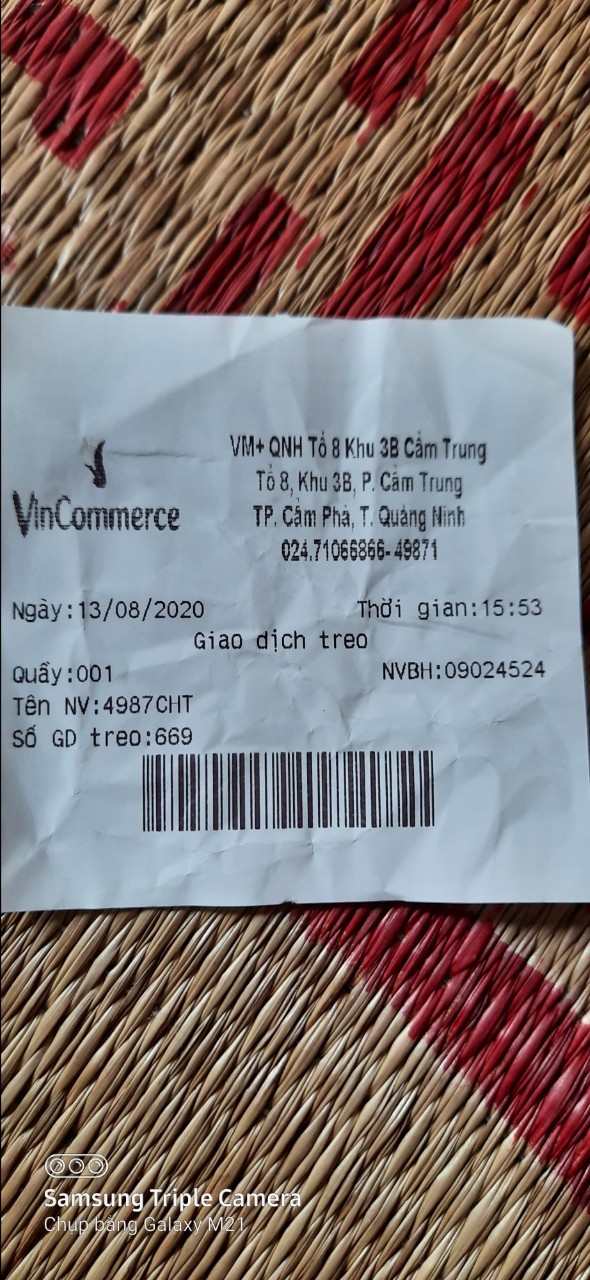 VinCommerce
VM+ QNH Tổ 8 Khu 3B Cẩm Trung
Tổ 8, Khu 3B, P. Cẩm Trung
TP. Cẩm Phả, T. Quảng Ninh
024.71066866-49871
Ngày:13/08/2020 Thời gian:15:53
Giao dịch treo
Quầy:001 NVBH:09024524
Tên NV:4987CHT
Số GD treo:669
Samsung Triple Camera
Chụp bằng Galaxy M21